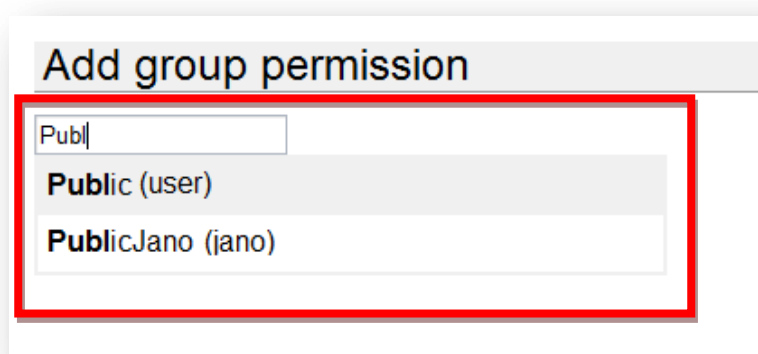 Add group permission
Publ
Public (user)
PublicJano (jano)